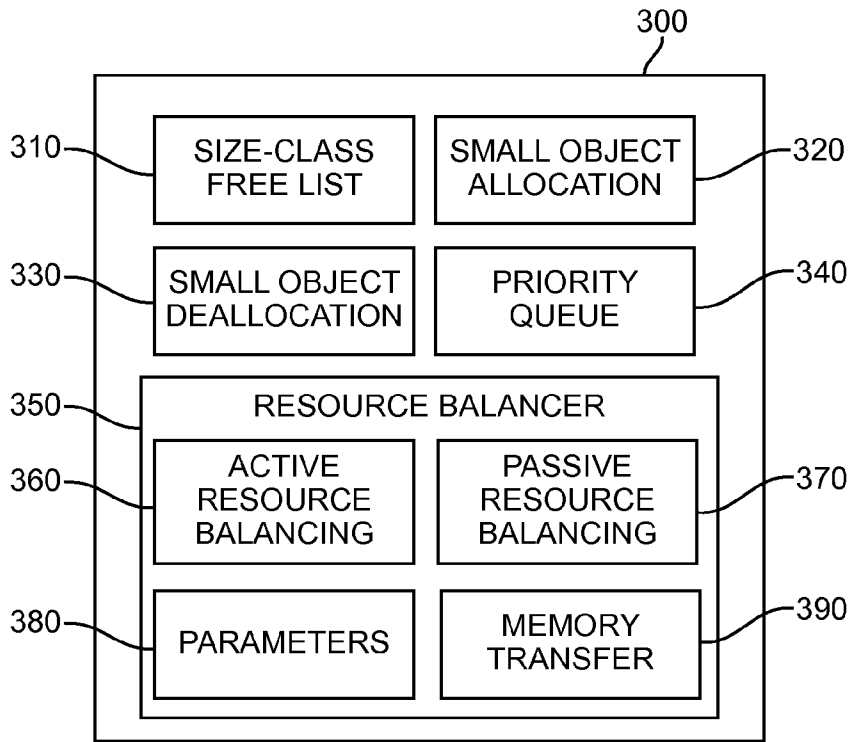 300
310
SIZE-CLASS
FREE LIST
SMALL OBJECT
ALLOCATION
320
330
SMALL OBJECT
DEALLOCATION
PRIORITY
QUEUE
340
350
RESOURCE BALANCER
360
ACTIVE
RESOURCE
BALANCING
PASSIVE
RESOURCE
BALANCING
370
380
PARAMETERS
MEMORY
TRANSFER
390